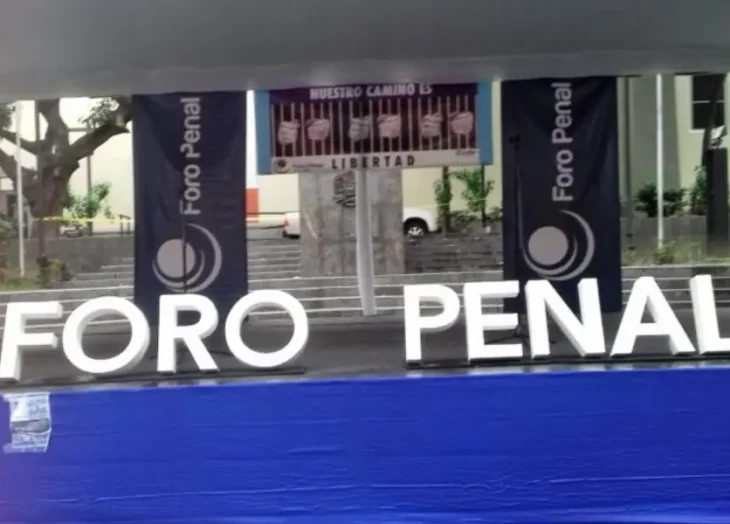 NUESTRO CAMINO ES
LIBERTAD
Foro Penal
Foro Penal
FORO PENAL